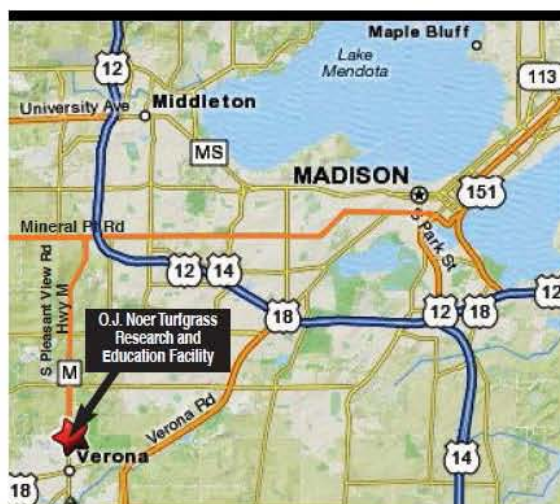 Maple Bluff
Lake
Mendota
12
113
University Ave
Middleton
MS
MADISON
151
Mineral Pt Rd
S Park St
S Pleasant View Rd
Hwy M
12
14
18
12
18
12
O.J. Noer Turfgrass
Research and
Education Facility
M
Verona Rd
Verona
14
18